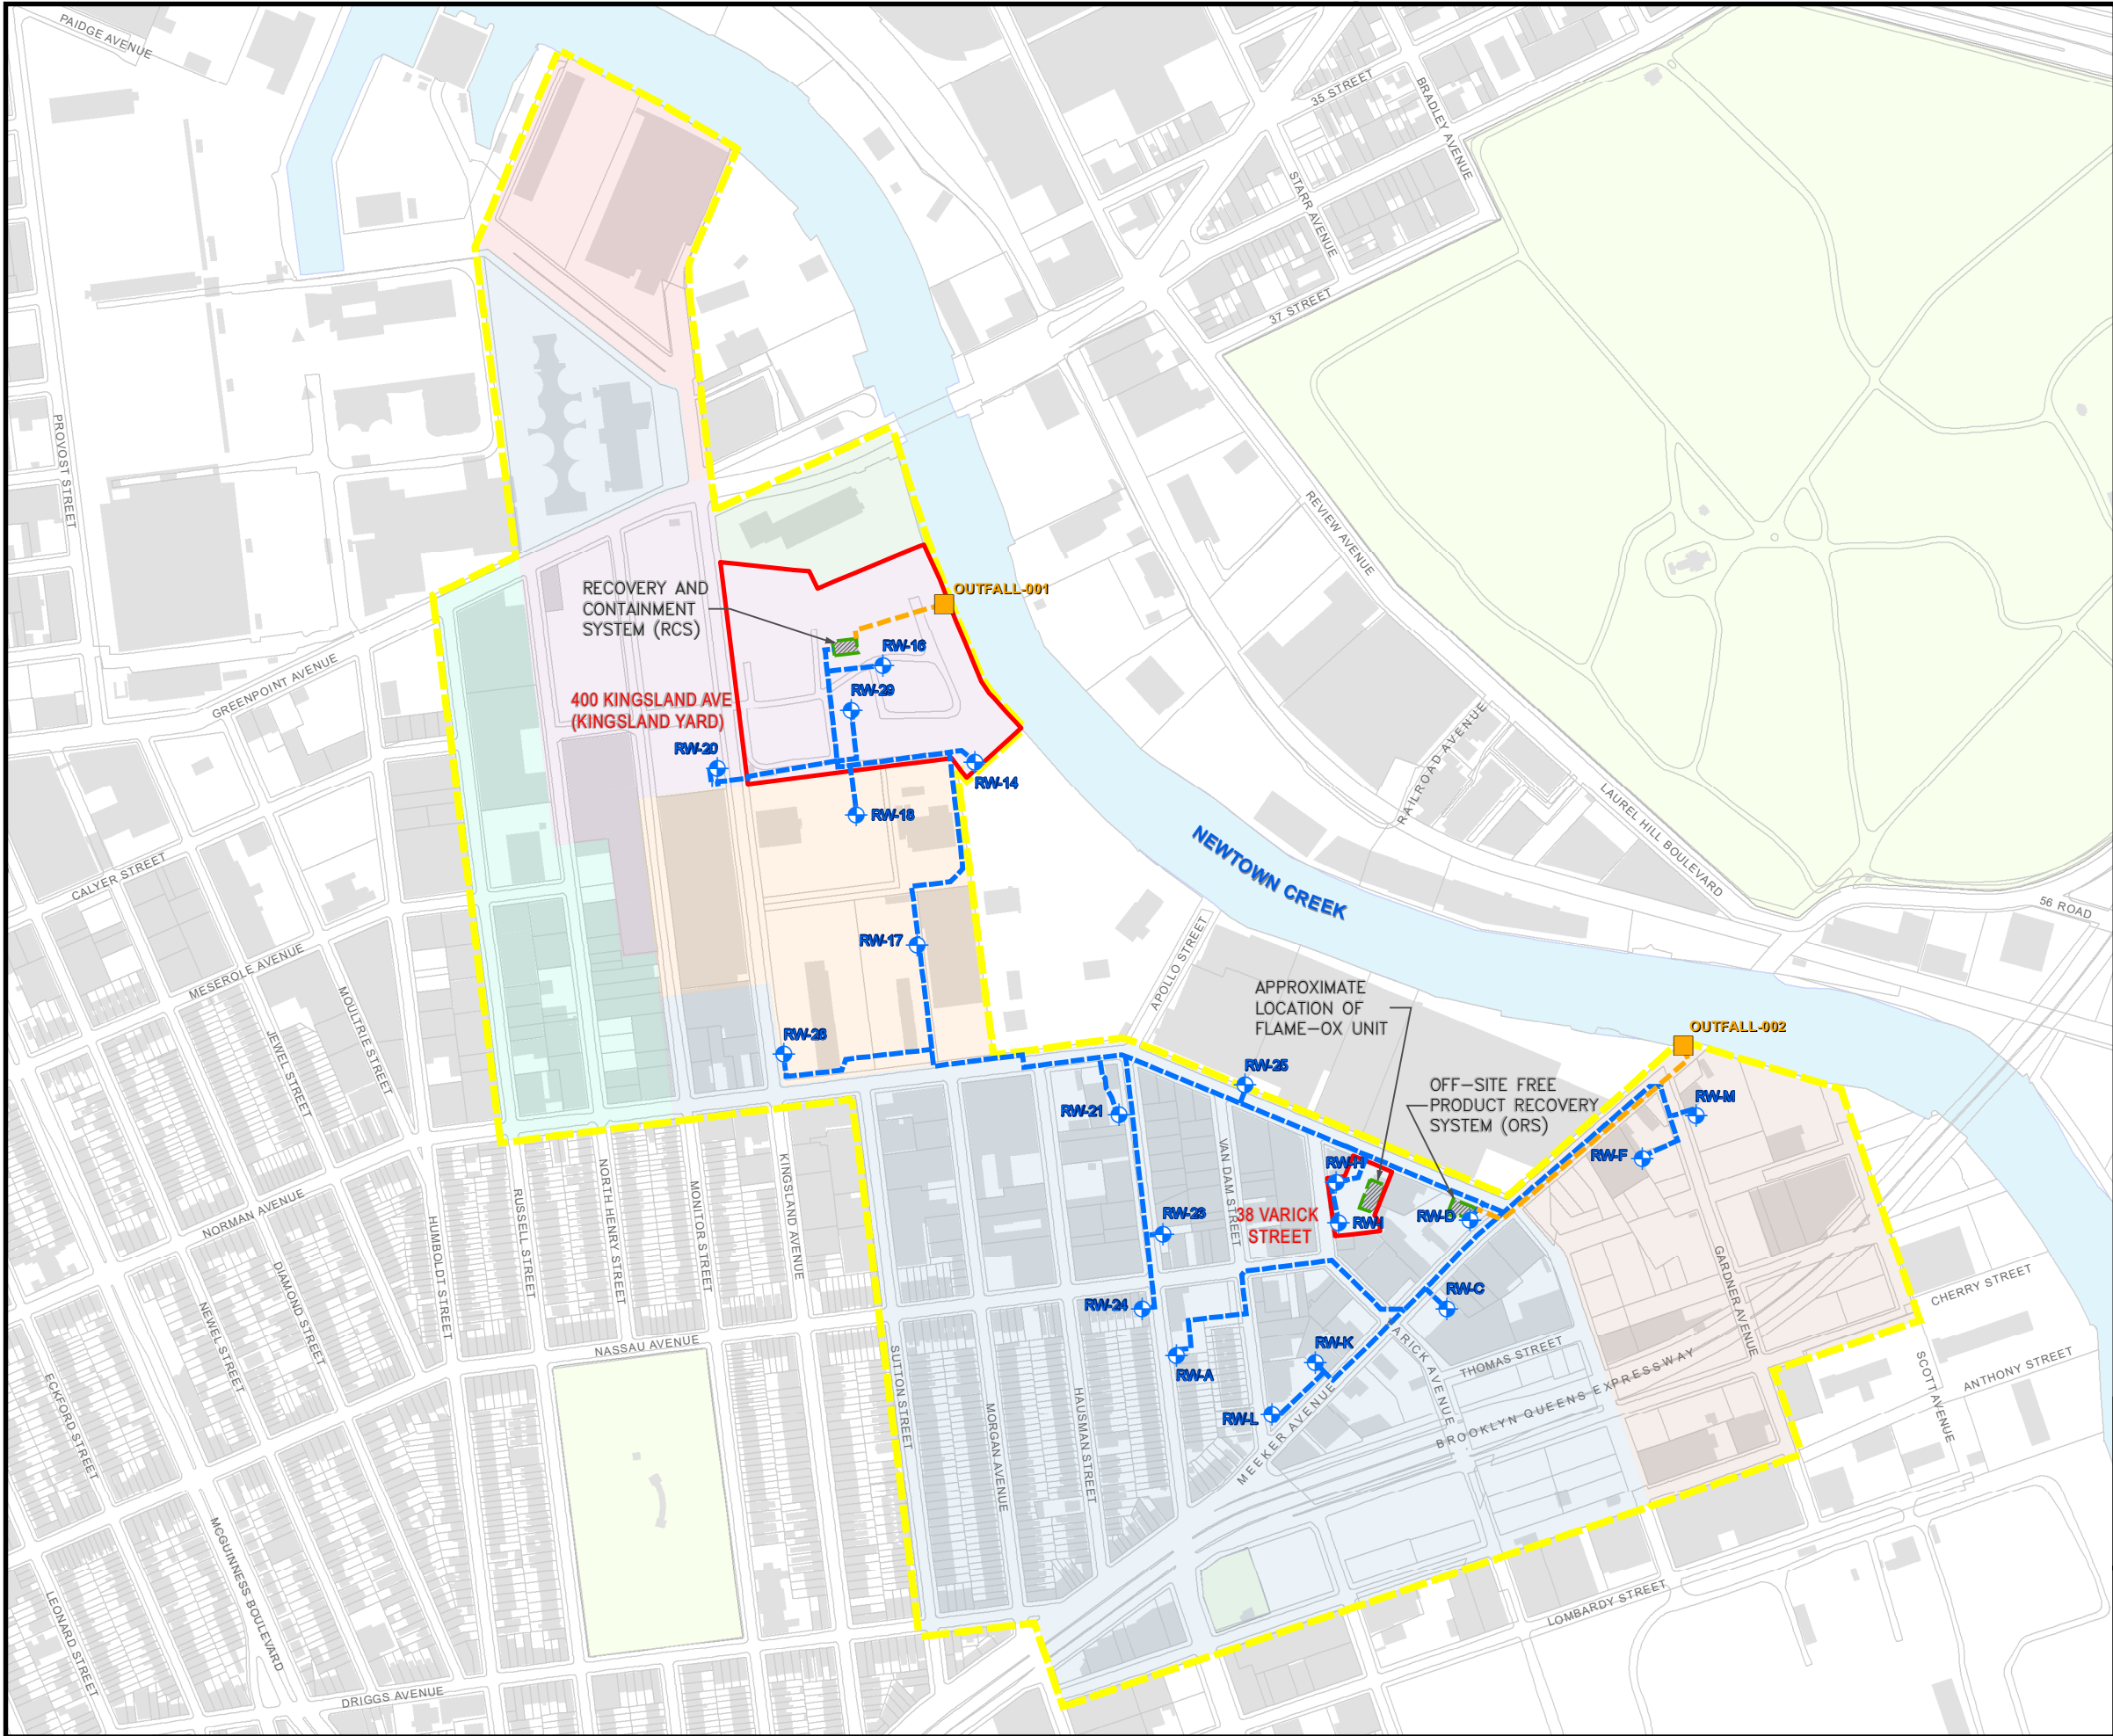 PAIDGE AVENUE
35 STREET
BRADLEY AVENUE
STARR AVENUE
37 STREET
PROVOST STREET
REVIEW AVENUE
RECOVERY AND
CONTAINMENT
SYSTEM (RCS)
OUTFALL-001
RW-16
GREENPOINT AVENUE
400 KINGSLAND AVE
(KINGSLAND YARD)
RW-29
RW-20
RW-14
RW-18
RAILROAD AVENUE
LAUREL HILL BOULEVARD
NEWTOWN CREEK
CALYER STREET
56 ROAD
RW-17
MESEROLE AVENUE
MOULTRIE STREET
JEWEL STREET
APOLLO STREET
APPROXIMATE
LOCATION OF
FLAME-OX UNIT
OUTFALL-002
RW-26
RW-25
OFF-SITE FREE
PRODUCT RECOVERY
SYSTEM (ORS)
RW-M
RW-21
RW-F
VAN DAM STREET
RW-H
RW-I
RW-D
38 VARICK
STREET
RW-23
NORMAN AVENUE
HUMBOLDT STREET
RUSSELL STREET
NORTH HENRY STREET
MONITOR STREET
KINGSLAND AVENUE
GARDNER AVENUE
CHERRY STREET
DIAMOND STREET
NEWEL STREET
RW-24
RW-C
NASSAU AVENUE
RW-A
RW-K
ARICK AVENUE
THOMAS STREET
SCOTT AVENUE
ANTHONY STREET
ECKFORD STREET
SUTTON STREET
MORGAN AVENUE
HAUSMAN STREET
RW-L
MEEKER AVENUE
BROOKLYN QUEENS EXPRESSWAY
MCGUINNESS BOULEVARD
LEONARD STREET
LOMBARDY STREET
DRIGGS AVENUE